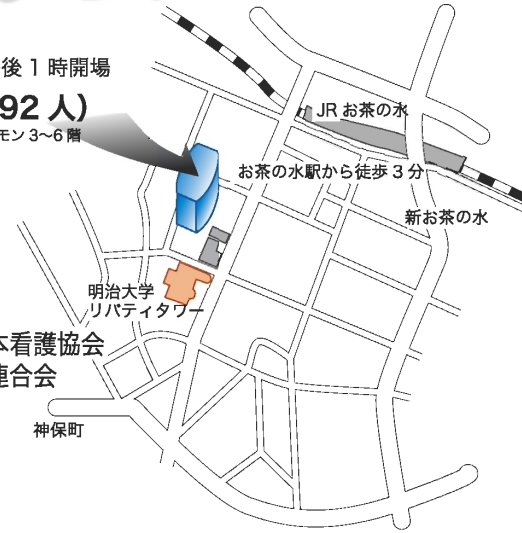 後 1 時開場
92 人)
モン 3〜6 階
JR お茶の水
お茶の水駅から徒歩 3 分
新お茶の水
明治大学
リバティタワー
本看護協会
連合会
神保町